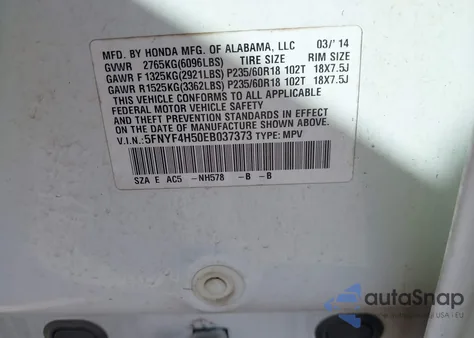 MFD. BY HONDA MFG. OF ALABAMA, LLC 03/'14
GVWR 2765KG(6096LBS) TIRE SIZE RIM SIZE
GAWR F 1325KG(2921LBS) P235/60R18 102T 18X7.5J
GAWR R 1525KG(3362LBS) P235/60R18 102T 18X7.5J
THIS VEHICLE CONFORMS TO ALL APPLICABLE
FEDERAL MOTOR VEHICLE SAFETY
AND THEFT PREVENTION STANDARDS IN EFFECT
ON THE DATE OF MANUFACTURE SHOWN ABOVE.
V.I.N.: 5FNYF4H50EB037373 TYPE: MPV
SZA E AC5 -NH578 -B -B
autoSnap
USA | EU